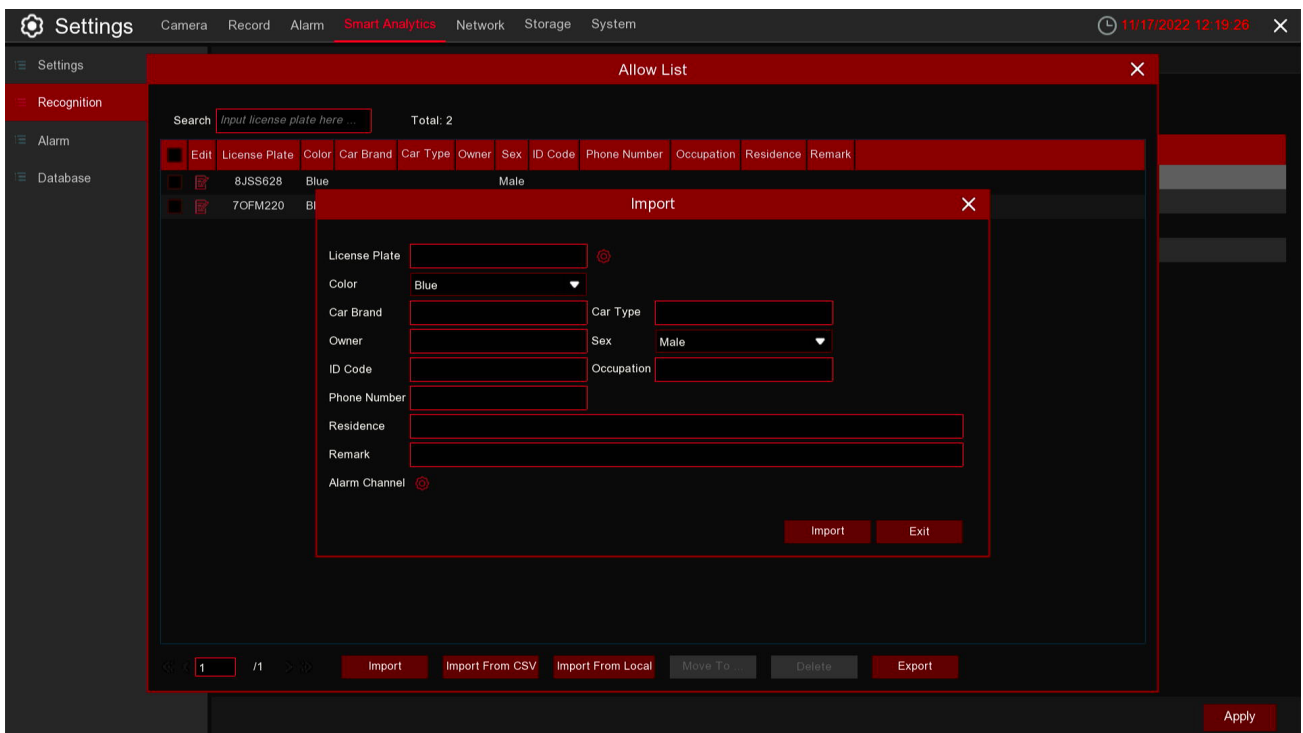 Settings Camera Record Alarm Smart Analytics Network Storage System 11/17/2022 12:19:26
Settings
Recognition
Alarm
Database
Allow List
Search Input license plate here ... Total: 2
Edit License Plate Color Car Brand Car Type Owner Sex ID Code Phone Number Occupation Residence Remark
8JSS628 Blue Male
7OFM220 Bl
Import
License Plate
Color Blue
Car Brand Car Type
Owner Sex Male
ID Code Occupation
Phone Number
Residence
Remark
Alarm Channel
Import Exit
1 /1 Import Import From CSV Import From Local Move To ... Delete Export
Apply